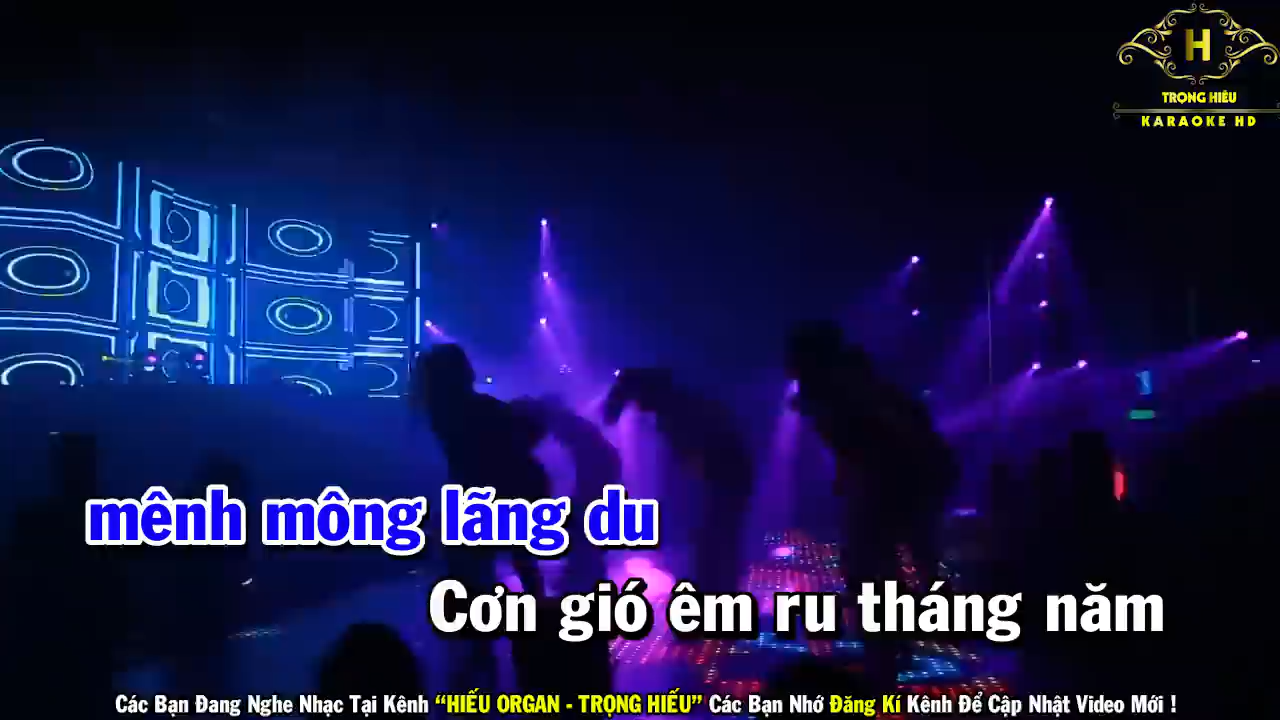 H
TRỌNG HIẾU
KARAOKE HD
mênh mông lãng du
Cơn gió êm ru tháng năm
Các Bạn Đang Nghe Nhạc Tại Kênh “HIẾU ORGAN - TRỌNG HIẾU” Các Bạn Nhớ Đăng Kí Kênh Để Cập Nhật Video Mới !